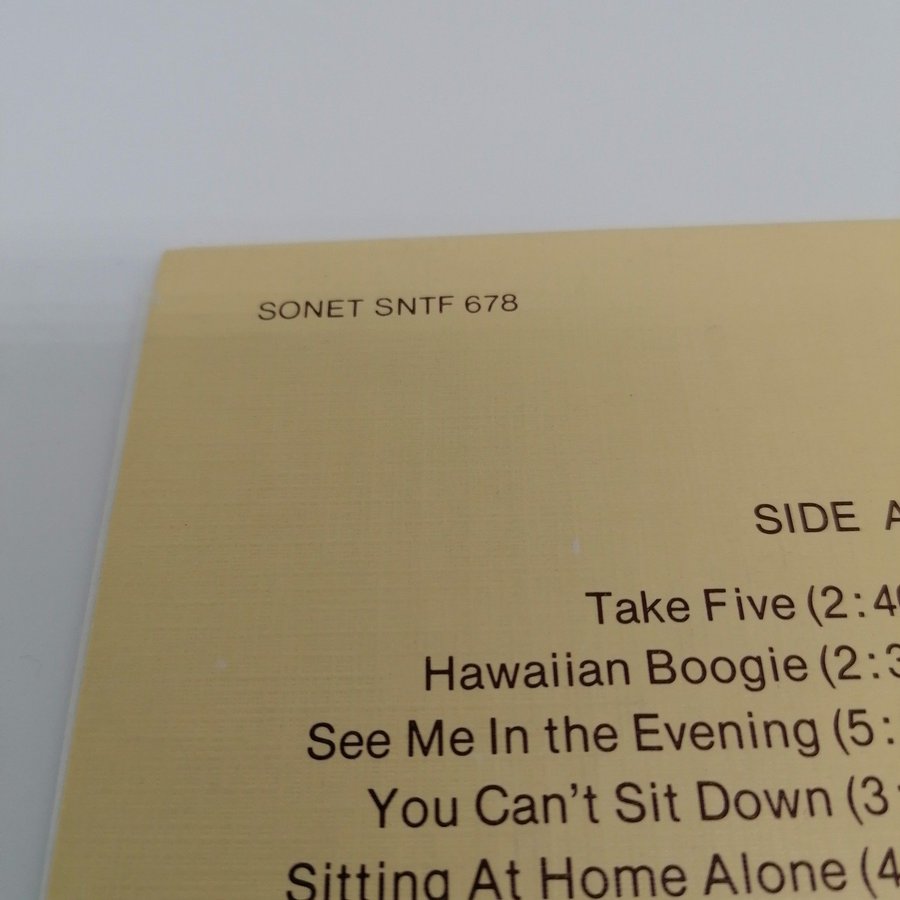 SONET SNTF 678
SIDE A
Take Five (2:40
Hawaiian Boogie (2:3
See Me In the Evening (5:
You Can't Sit Down (3:
Sitting At Home Alone (4